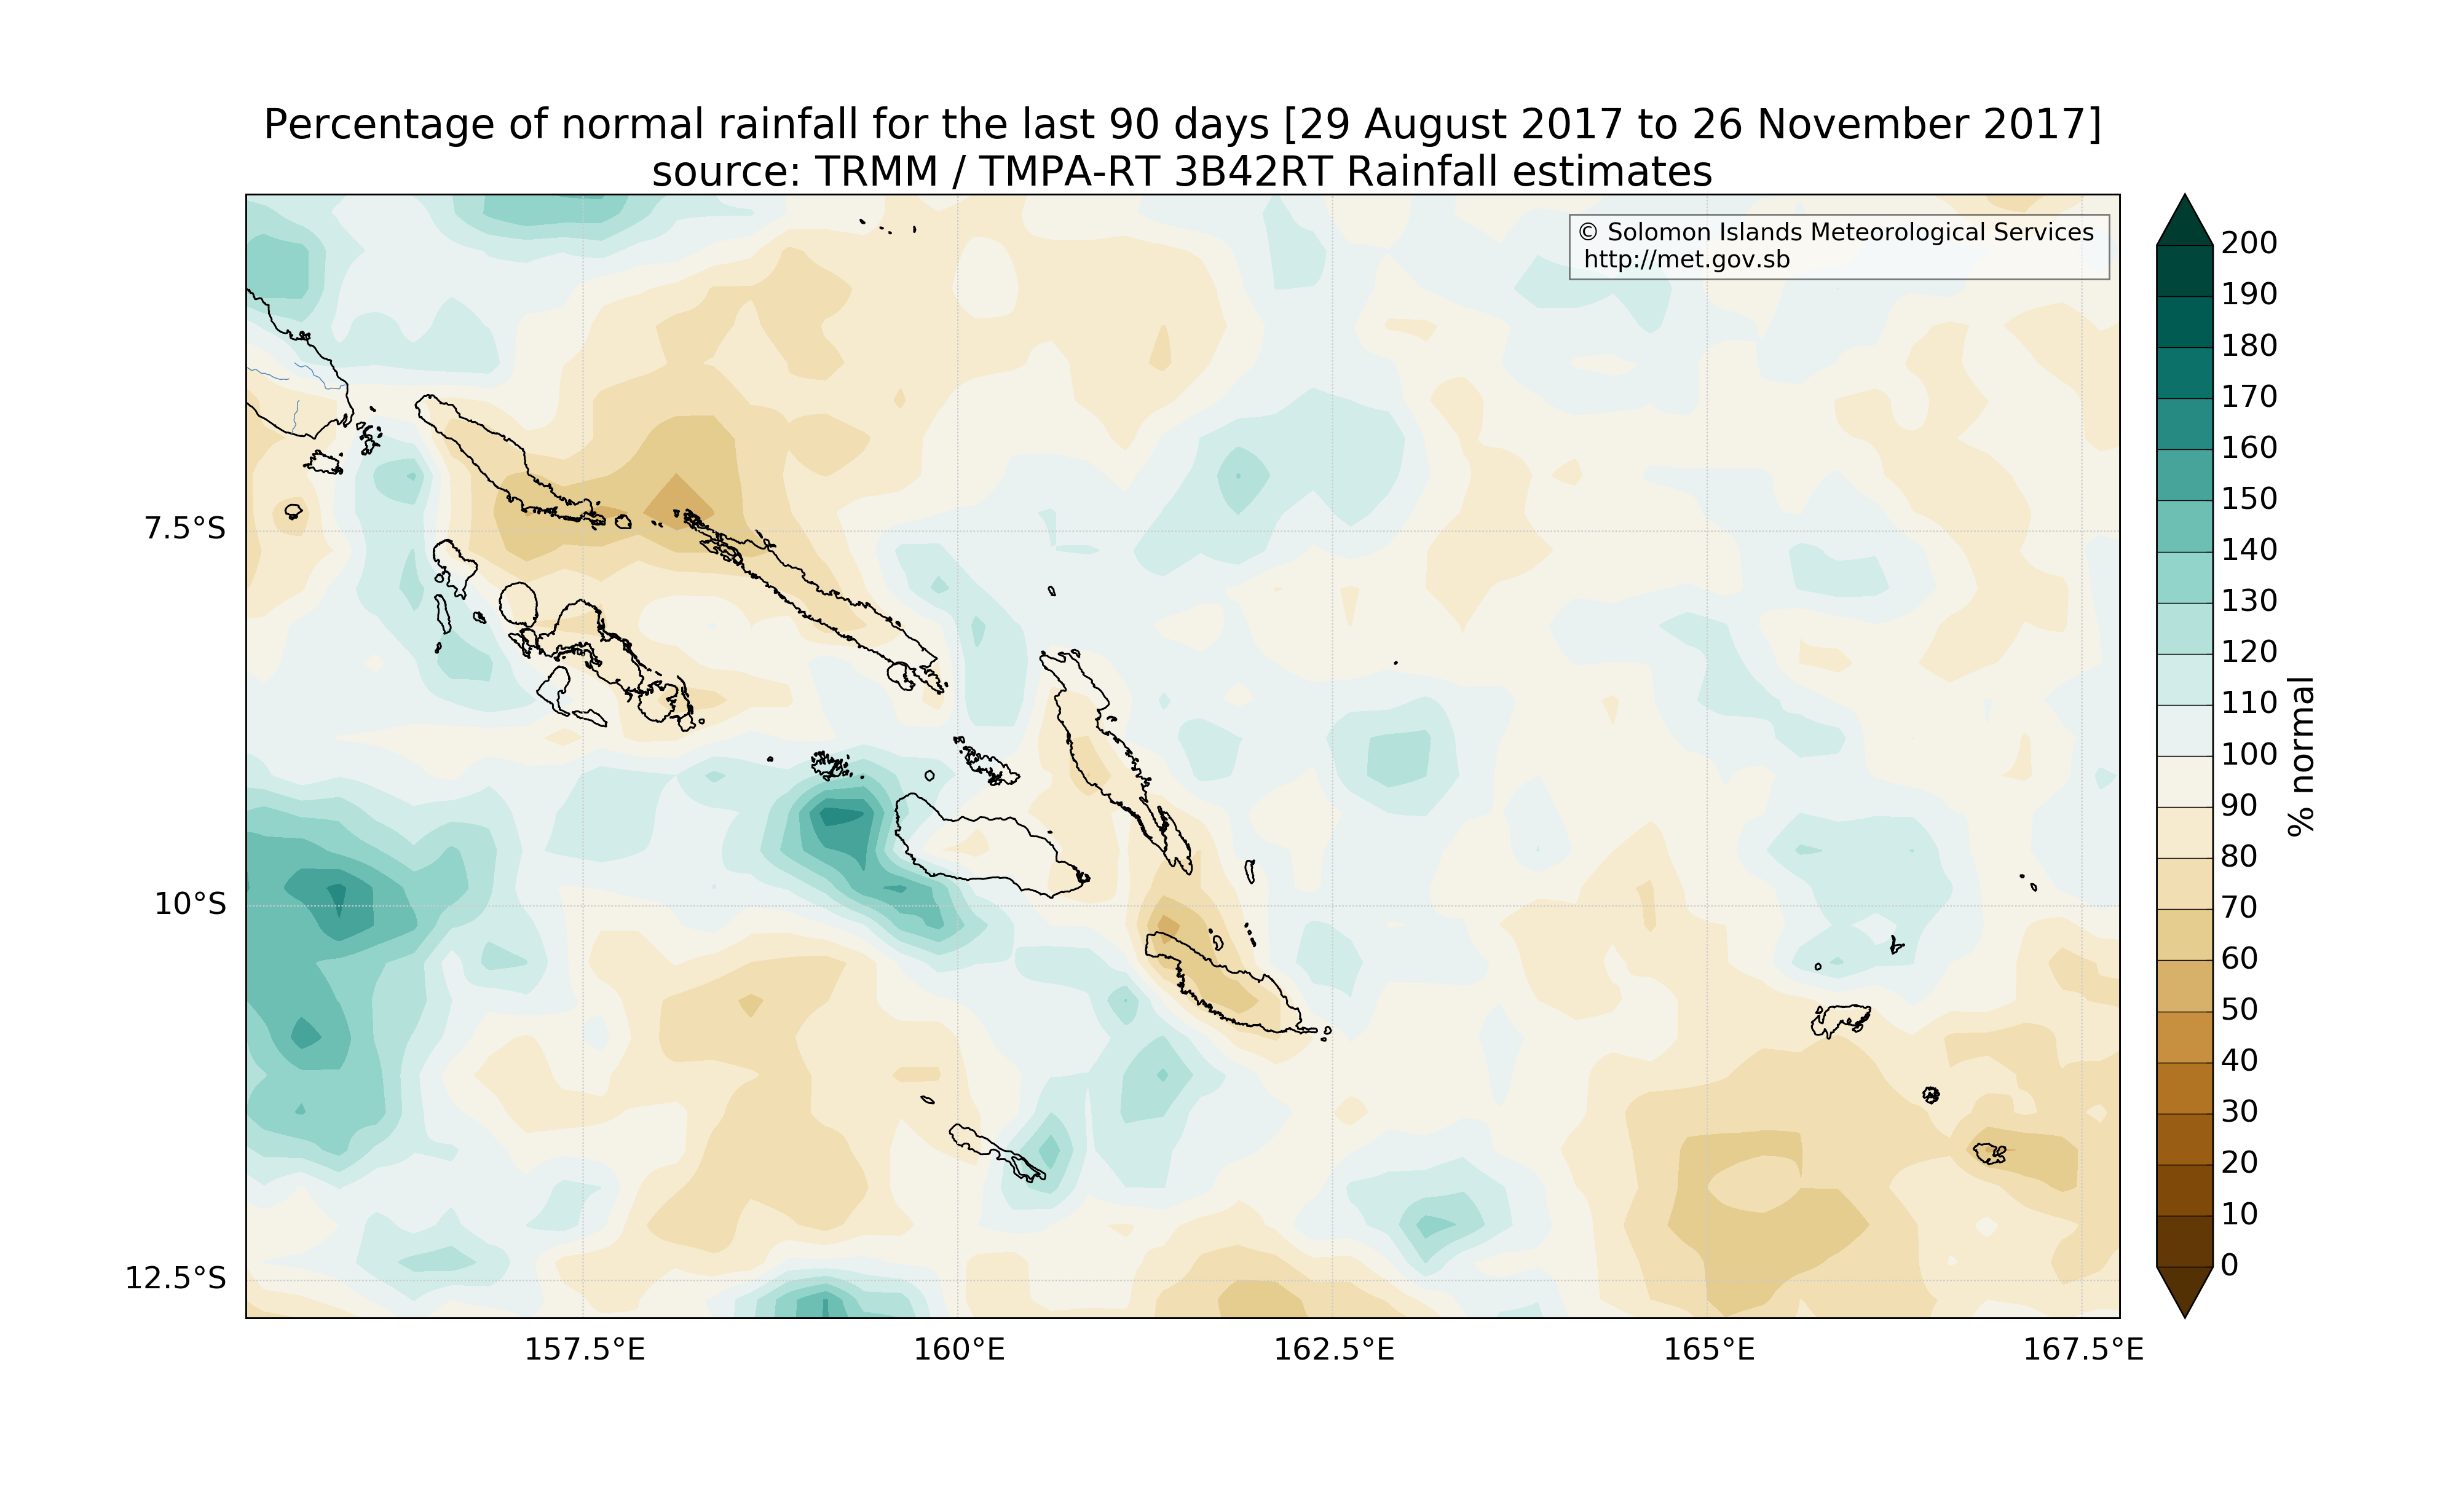 Percentage of normal rainfall for the last 90 days [29 August 2017 to 26 November 2017]
source: TRMM / TMPA-RT 3B42RT Rainfall estimates
© Solomon Islands Meteorological Services
http://met.gov.sb
7.5°S
10°S
12.5°S
157.5°E
160°E
162.5°E
165°E
167.5°E
200
190
180
170
160
150
140
130
120
110
100
90
80
70
60
50
40
30
20
10
0
% normal